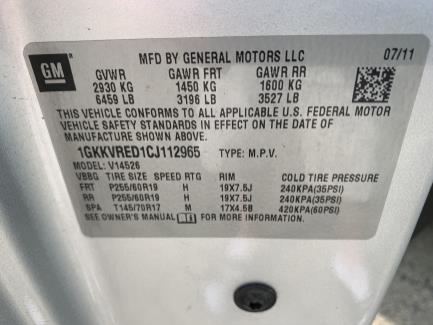 GM
MFD BY GENERAL MOTORS LLC 07/11
GVWR GAWR FRT GAWR RR
2930 KG 1450 KG 1600 KG
6459 LB 3196 LB 3527 LB
THIS VEHICLE CONFORMS TO ALL APPLICABLE U.S. FEDERAL MOTOR
VEHICLE SAFETY STANDARDS IN EFFECT ON THE DATE OF
MANUFACTURE SHOWN ABOVE.
1GKKVRED1CJ112965 TYPE: M.P.V.
MODEL: V14526
VBBG TIRE SIZE SPEED RTG RIM COLD TIRE PRESSURE
FRT P255/60R19 H 19X7.5J 240KPA(35PSI)
RR P255/60R19 H 19X7.5J 240KPA(35PSI)
SPA T145/70R17 M 17X4.5B 420KPA(60PSI)
SEE OWNER'S MANUAL FOR MORE INFORMATION.